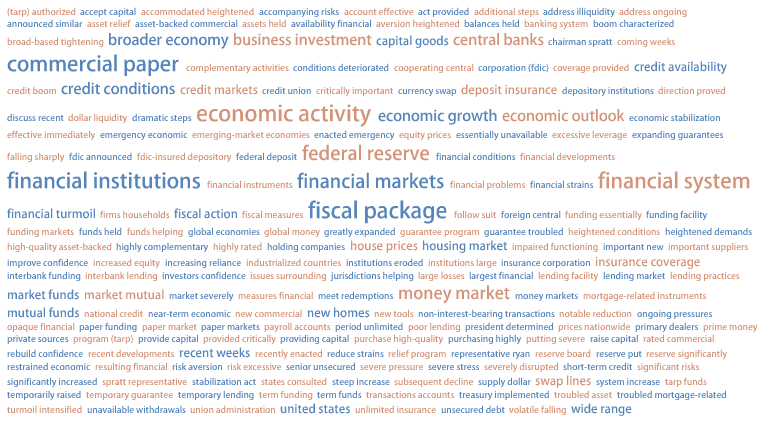 (tarp) authorized accept capital accommodated heightened accompanying risks account effective act provided additional steps address illiquidity address ongoing
announced similar asset relief asset-backed commercial assets held availability financial aversion heightened balances held banking system boom characterized
broad-based tightening broader economy business investment capital goods central banks chairman spratt coming weeks
commercial paper complementary activities conditions deteriorated cooperating central corporation (fdic) coverage provided credit availability
credit boom credit conditions credit markets credit union critically important currency swap deposit insurance depository institutions direction proved
discuss recent dollar liquidity dramatic steps economic activity economic growth economic outlook economic stabilization
effective immediately emergency economic emerging-market economies enacted emergency equity prices essentially unavailable excessive leverage expanding guarantees
falling sharply fdic announced fdic-insured depository federal deposit federal reserve financial conditions financial developments
financial institutions financial instruments financial markets financial problems financial strains financial system
financial turmoil firms households fiscal action fiscal measures fiscal package follow suit foreign central funding essentially funding facility
funding markets funds held funds helping global economies global money greatly expanded guarantee program guarantee troubled heightened conditions heightened demands
high-quality asset-backed highly complementary highly rated holding companies house prices housing market impaired functioning important new important suppliers
improve confidence increased equity increasing reliance industrialized countries institutions eroded institutions large insurance corporation insurance coverage
interbank funding interbank lending investors confidence issues surrounding jurisdictions helping large losses largest financial lending facility lending market lending practices
market funds market mutual market severely measures financial meet redemptions money market money markets mortgage-related instruments
mutual funds national credit near-term economic new commercial new homes new tools non-interest-bearing transactions notable reduction ongoing pressures
opaque financial paper funding paper market paper markets payroll accounts period unlimited poor lending president determined prices nationwide primary dealers prime money
private sources program (tarp) provide capital provided critically providing capital purchase high-quality purchasing highly putting severe raise capital rated commercial
rebuild confidence recent developments recent weeks recently enacted reduce strains relief program representative ryan reserve board reserve put reserve significantly
restrained economic resulting financial risk aversion risk excessive senior unsecured severe pressure severe stress severely disrupted short-term credit significant risks
significantly increased spratt representative stabilization act states consulted steep increase subsequent decline supply dollar swap lines system increase tarp funds
temporarily raised temporary guarantee temporary lending term funding term funds transactions accounts treasury implemented troubled asset troubled mortgage-related
turmoil intensified unavailable withdrawals union administration united states unlimited insurance unsecured debt volatile falling wide range